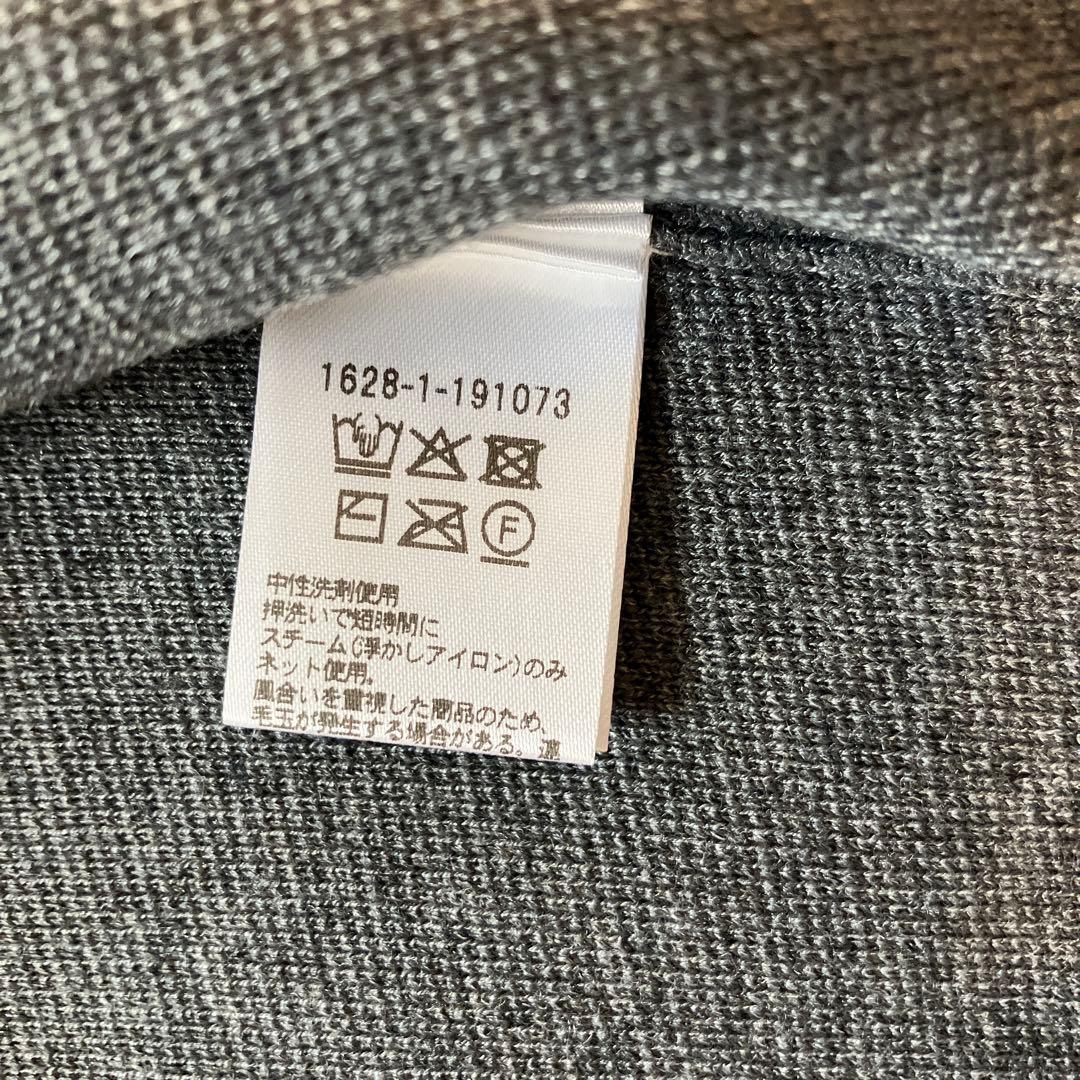 1628-1-191073
F
中性洗剤使用
押洗いで短時間に
スチーム(浮かしアイロン)のみ
ネット使用.
風合いを重視した商品のため、
毛玉が発生する場合がある。濃